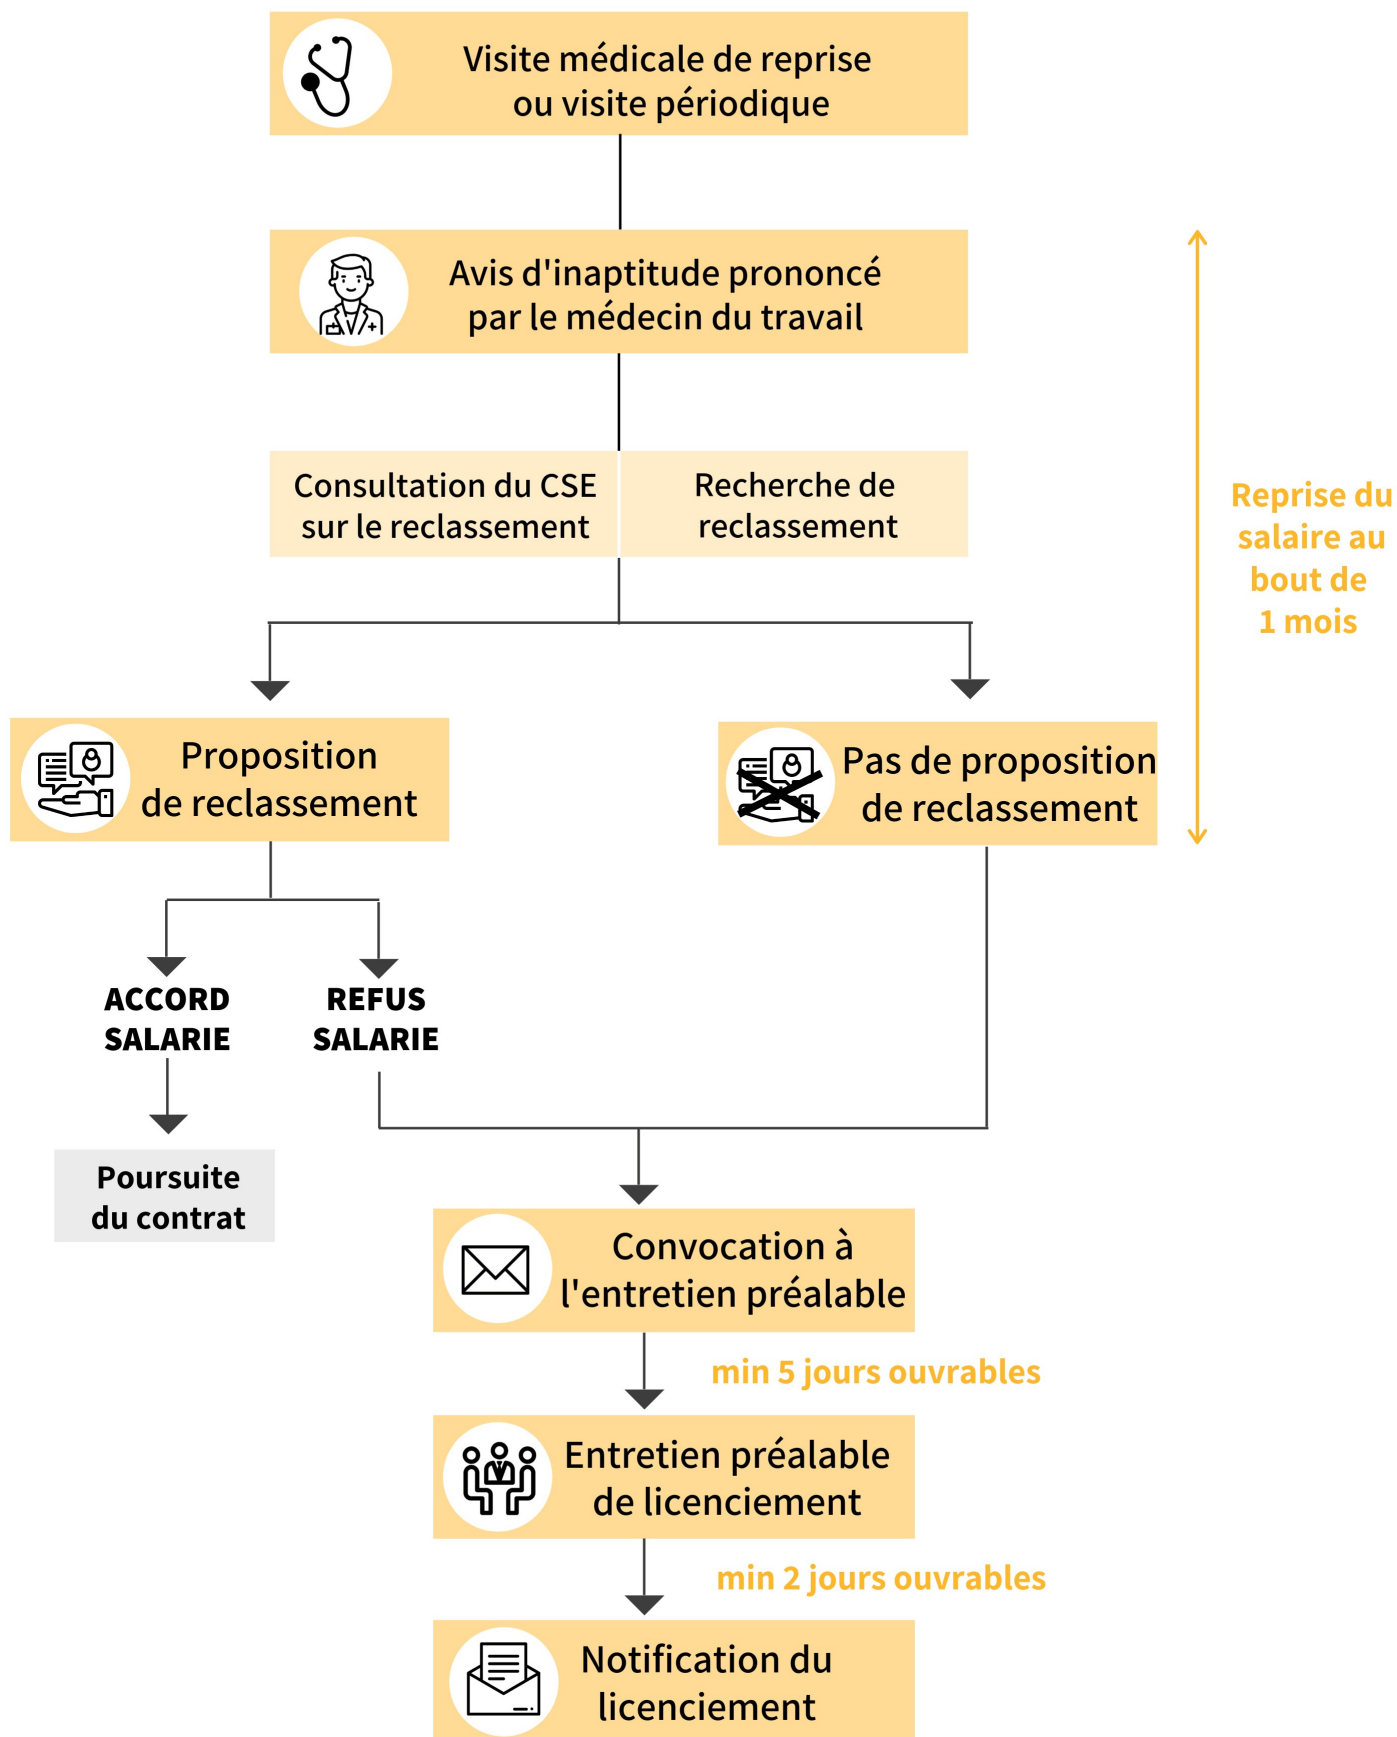 Visite médicale de reprise
ou visite périodique
Avis d'inaptitude prononcé
par le médecin du travail
Consultation du CSE
sur le reclassement
Recherche de
reclassement
Reprise du
salaire au
bout de
1 mois
Proposition
de reclassement
Pas de proposition
de reclassement
ACCORD
SALARIE
REFUS
SALARIE
Poursuite
du contrat
Convocation à
l'entretien préalable
min 5 jours ouvrables
Entretien préalable
de licenciement
min 2 jours ouvrables
Notification du
licenciement